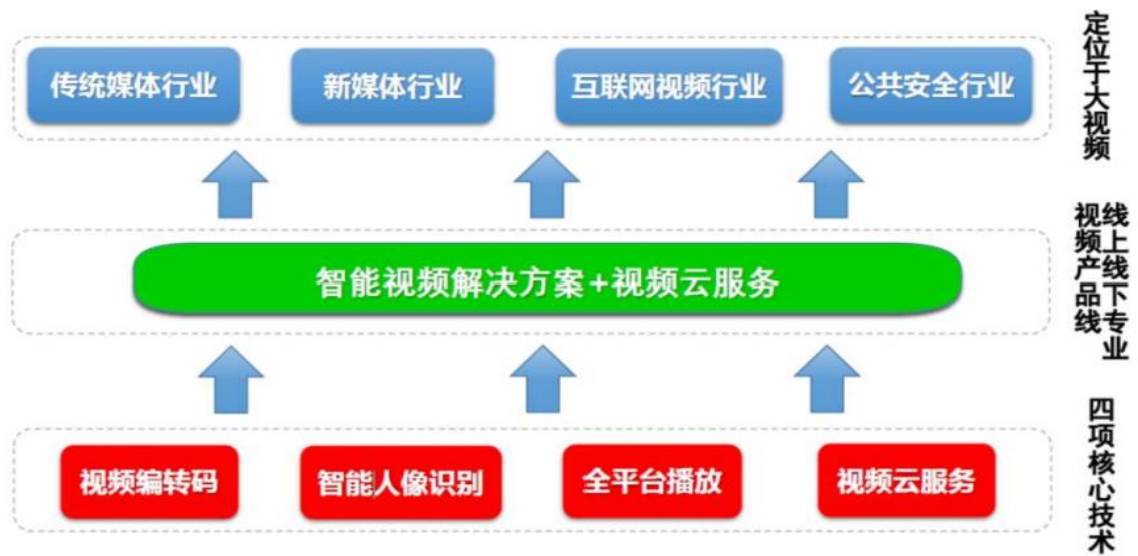 传统媒体行业
新媒体行业
互联网视频行业
公共安全行业
定位于大视频
智能视频解决方案+视频云服务
线上线下专业
视频产品线
视频编转码
智能人像识别
全平台播放
视频云服务
四项核心技术